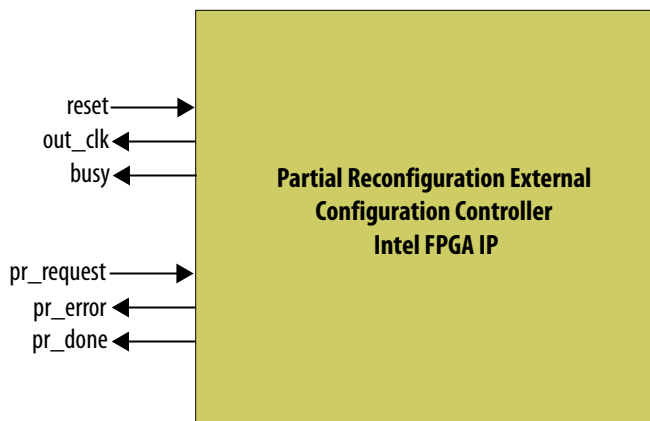 reset
out_clk
busy
Partial Reconfiguration External
Configuration Controller
Intel FPGA IP
pr_request
pr_error
pr_done